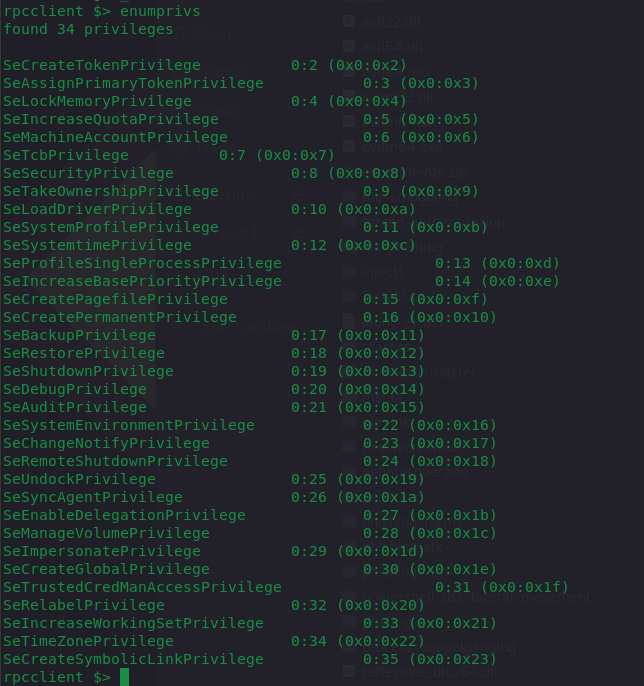 rpcclient $> enumprivs
found 34 privileges
SeCreateTokenPrivilege 0:2 (0x0:0x2)
SeAssignPrimaryTokenPrivilege 0:3 (0x0:0x3)
SeLockMemoryPrivilege 0:4 (0x0:0x4)
SeIncreaseQuotaPrivilege 0:5 (0x0:0x5)
SeMachineAccountPrivilege 0:6 (0x0:0x6)
SeTcbPrivilege 0:7 (0x0:0x7)
SeSecurityPrivilege 0:8 (0x0:0x8)
SeTakeOwnershipPrivilege 0:9 (0x0:0x9)
SeLoadDriverPrivilege 0:10 (0x0:0xa)
SeSystemProfilePrivilege 0:11 (0x0:0xb)
SeSystemtimePrivilege 0:12 (0x0:0xc)
SeProfileSingleProcessPrivilege 0:13 (0x0:0xd)
SeIncreaseBasePriorityPrivilege 0:14 (0x0:0xe)
SeCreatePagefilePrivilege 0:15 (0x0:0xf)
SeCreatePermanentPrivilege 0:16 (0x0:0x10)
SeBackupPrivilege 0:17 (0x0:0x11)
SeRestorePrivilege 0:18 (0x0:0x12)
SeShutdownPrivilege 0:19 (0x0:0x13)
SeDebugPrivilege 0:20 (0x0:0x14)
SeAuditPrivilege 0:21 (0x0:0x15)
SeSystemEnvironmentPrivilege 0:22 (0x0:0x16)
SeChangeNotifyPrivilege 0:23 (0x0:0x17)
SeRemoteShutdownPrivilege 0:24 (0x0:0x18)
SeUndockPrivilege 0:25 (0x0:0x19)
SeSyncAgentPrivilege 0:26 (0x0:0x1a)
SeEnableDelegationPrivilege 0:27 (0x0:0x1b)
SeManageVolumePrivilege 0:28 (0x0:0x1c)
SeImpersonatePrivilege 0:29 (0x0:0x1d)
SeCreateGlobalPrivilege 0:30 (0x0:0x1e)
SeTrustedCredManAccessPrivilege 0:31 (0x0:0x1f)
SeRelabelPrivilege 0:32 (0x0:0x20)
SeIncreaseWorkingSetPrivilege 0:33 (0x0:0x21)
SeTimeZonePrivilege 0:34 (0x0:0x22)
SeCreateSymbolicLinkPrivilege 0:35 (0x0:0x23)
rpcclient $>
evil32.dll
evil64.dll
inject1
reflective_dll.x64.dll